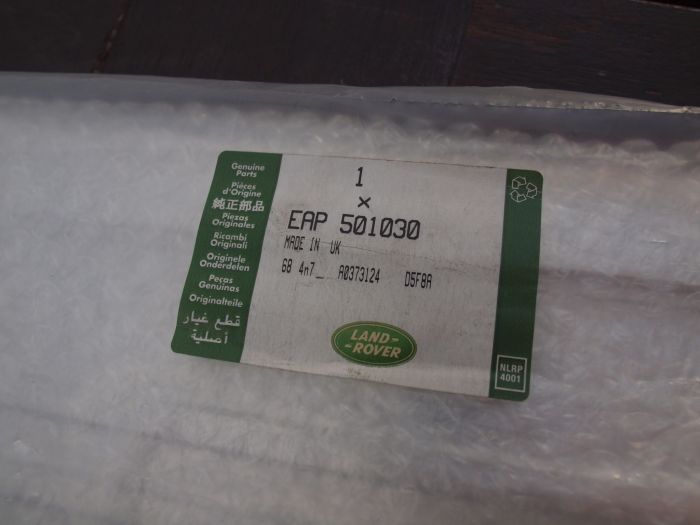 Genuine
Parts
Pièces
d'Origine
純正部品
Piezas
Originales
Ricambi
Originali
Originele
Onderdelen
Peças
Genuinas
Originalteile
قطع غيار
أصلية
1
x
EAP 501030
MADE IN UK
68 4n7_ A0373124 D5F8A
LAND-
-ROVER
NLRP
4001